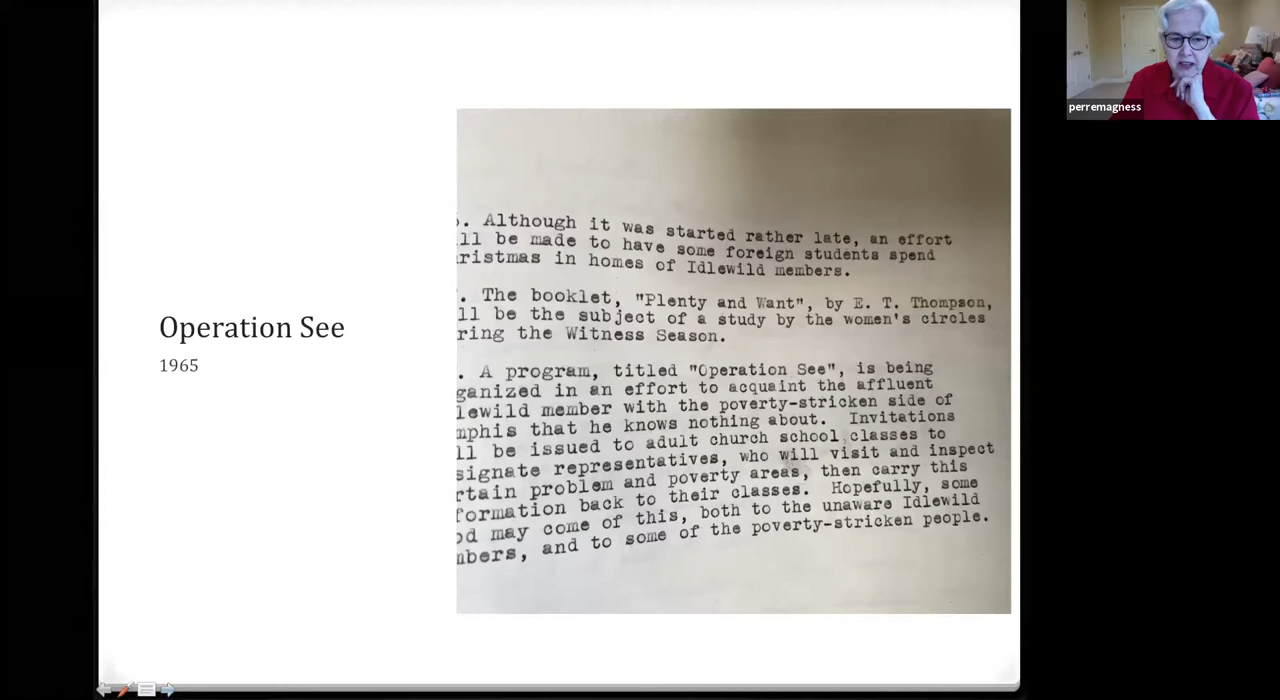 perremagness
Operation See
1965
. Although it was started rather late, an effort
ll be made to have some foreign students spend
ristmas in homes of Idlewild members.
. The booklet, "Plenty and Want", by E. T. Thompson,
ll be the subject of a study by the women's circles
ring the Witness Season.
. A program, titled "Operation See", is being
ganized in an effort to acquaint the affluent
lewild member with the poverty-stricken side of
mphis that he knows nothing about. Invitations
ll be issued to adult church school classes to
signate representatives, who will visit and inspect
rtain problem and poverty areas, then carry this
formation back to their classes. Hopefully, some
od may come of this, both to the unaware Idlewild
mbers, and to some of the poverty-stricken people.